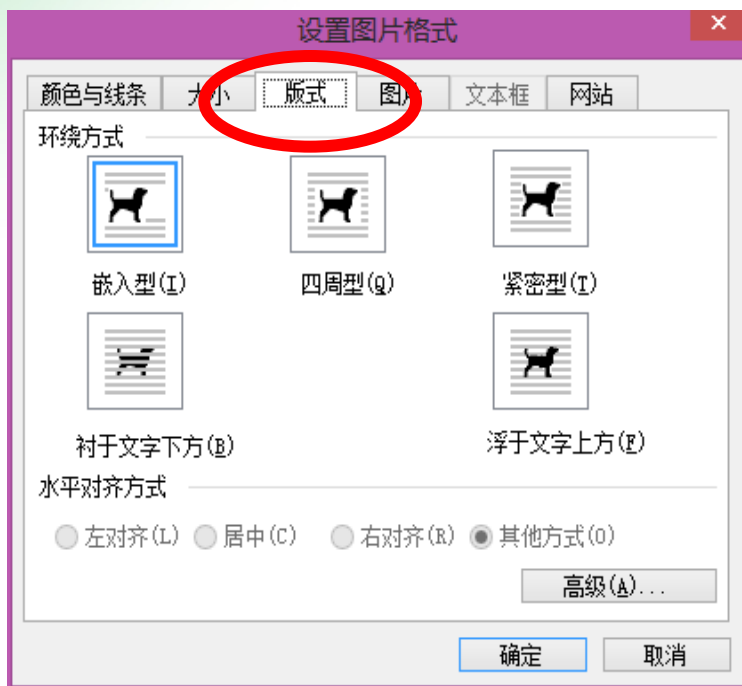 设置图片格式
×
颜色与线条 大小 版式 图片 文本框 网站
环绕方式
嵌入型(I) 四周型(Q) 紧密型(T)
衬于文字下方(B) 浮于文字上方(F)
水平对齐方式
左对齐(L) 居中(C) 右对齐(R) 其他方式(O)
高级(A)...
确定 取消